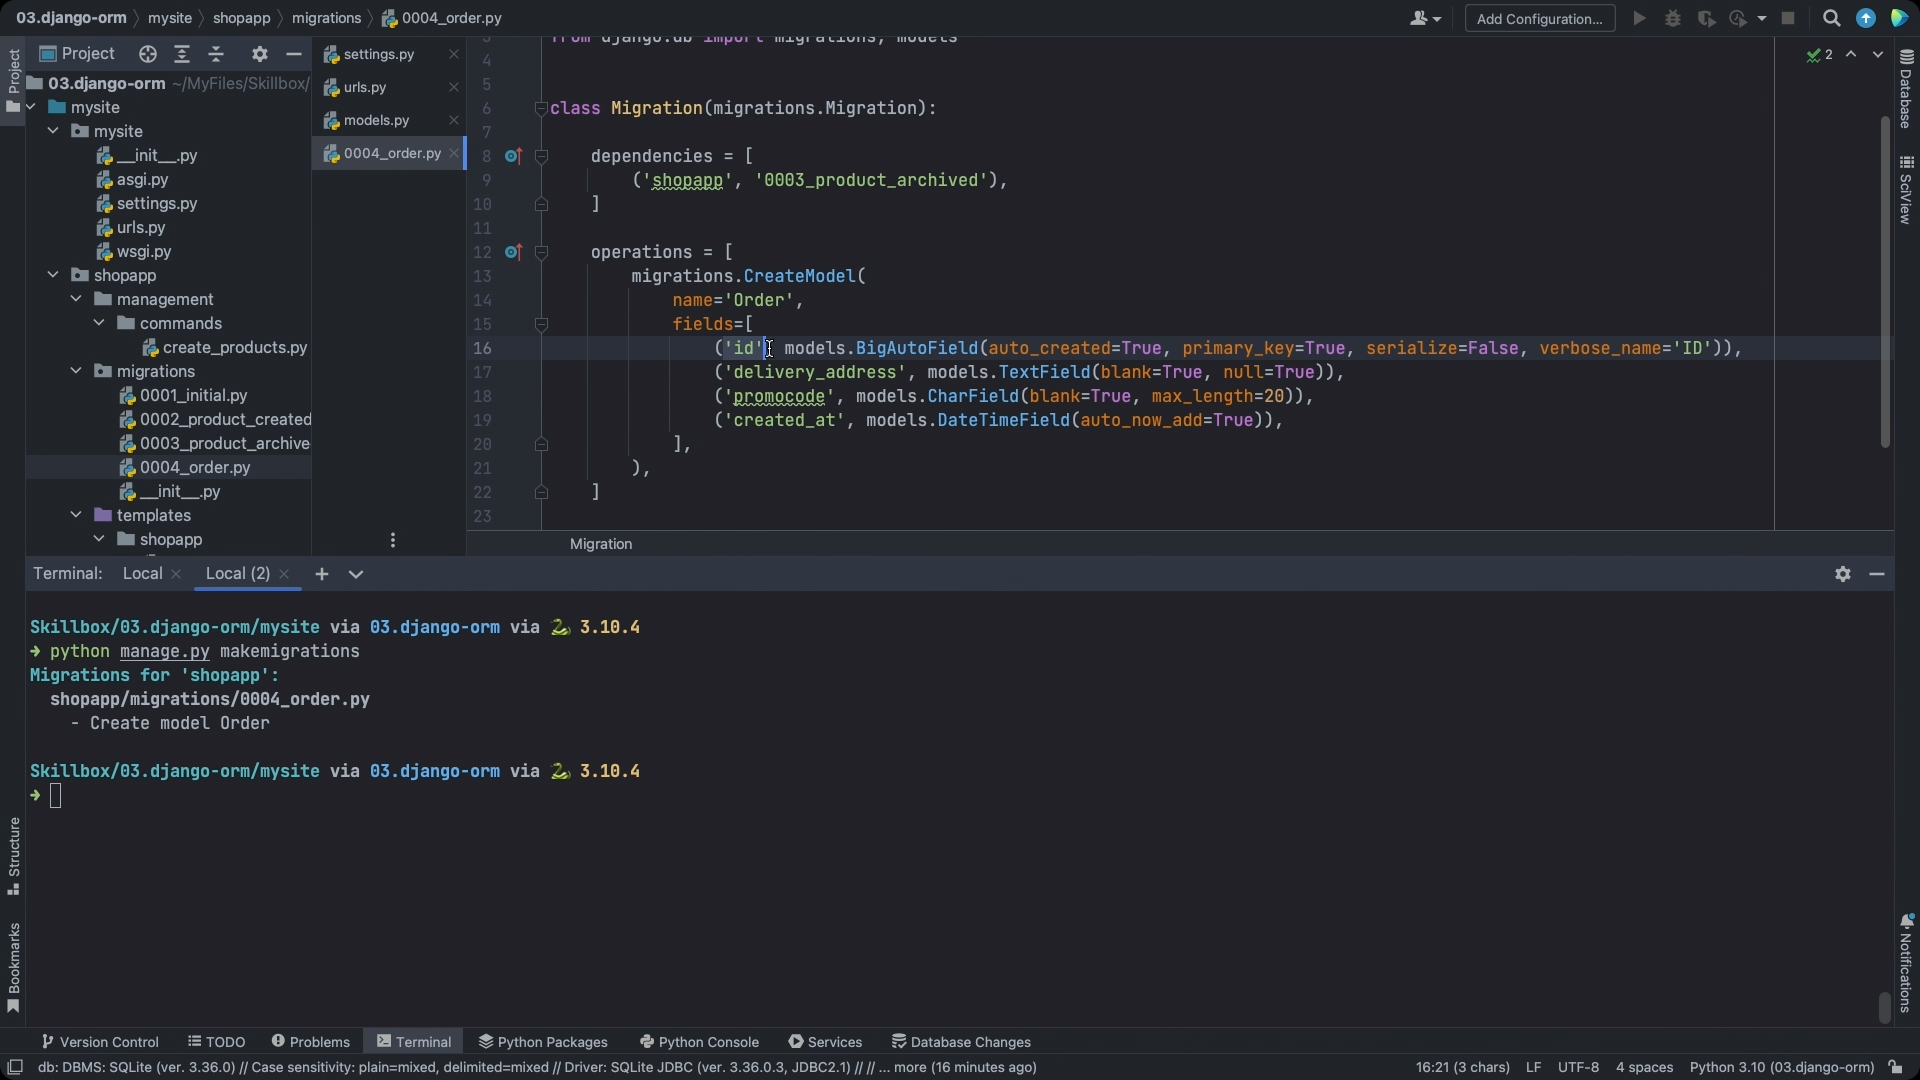 03.django-orm mysite shopapp migrations 0004_order.py
Add Configuration...
Project
Project
03.django-orm ~/MyFiles/Skillbox/
mysite
mysite
__init__.py
asgi.py
settings.py
urls.py
wsgi.py
shopapp
management
commands
create_products.py
migrations
0001_initial.py
0002_product_created
0003_product_archive
0004_order.py
__init__.py
templates
shopapp
settings.py
urls.py
models.py
0004_order.py
2
from django.db import migrations, models
4
5
6 class Migration(migrations.Migration):
7
8 dependencies = [
9 ('shopapp', '0003_product_archived'),
10 ]
11
12 operations = [
13 migrations.CreateModel(
14 name='Order',
15 fields=[
16 ('id', models.BigAutoField(auto_created=True, primary_key=True, serialize=False, verbose_name='ID')),
17 ('delivery_address', models.TextField(blank=True, null=True)),
18 ('promocode', models.CharField(blank=True, max_length=20)),
19 ('created_at', models.DateTimeField(auto_now_add=True)),
20 ],
21 ),
22 ]
23
Migration
Database
SciView
Terminal: Local Local (2)
Skillbox/03.django-orm/mysite via 03.django-orm via 🐍 3.10.4
➜ python manage.py makemigrations
Migrations for 'shopapp':
shopapp/migrations/0004_order.py
- Create model Order
Skillbox/03.django-orm/mysite via 03.django-orm via 🐍 3.10.4
➜
Structure
Bookmarks
Notifications
Version Control TODO Problems Terminal Python Packages Python Console Services Database Changes
db: DBMS: SQLite (ver. 3.36.0) // Case sensitivity: plain=mixed, delimited=mixed // Driver: SQLite JDBC (ver. 3.36.0.3, JDBC2.1) // // ... more (16 minutes ago) 16:21 (3 chars) LF UTF-8 4 spaces Python 3.10 (03.django-orm)